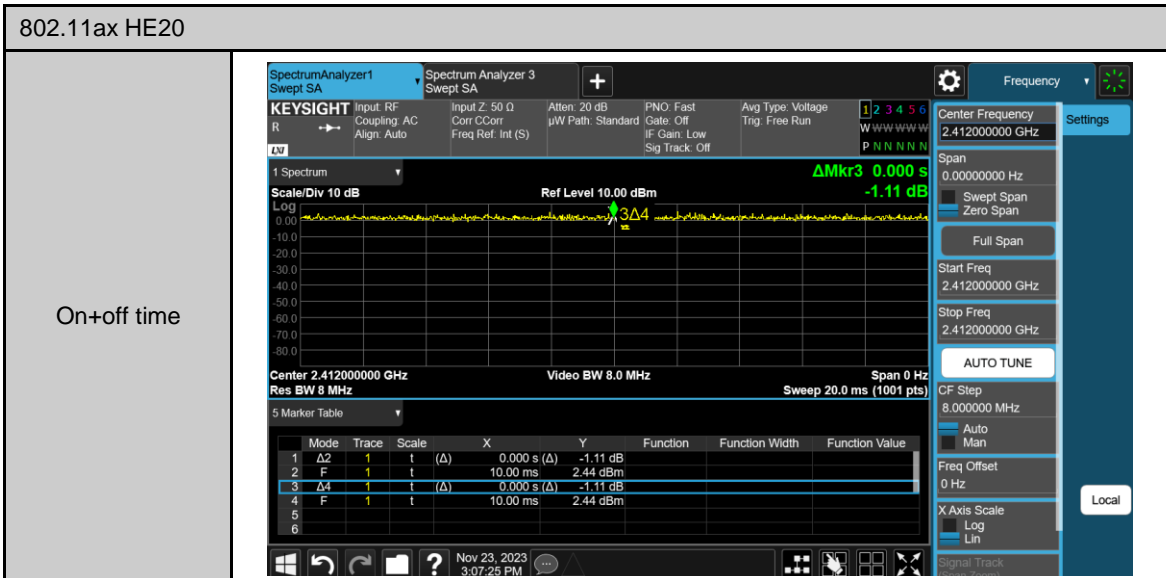 802.11ax HE20
On+off time
SpectrumAnalyzer1
Swept SA
Spectrum Analyzer 3
Swept SA
+
Frequency
KEYSIGHT
R
LXI
Input: RF
Coupling: AC
Align: Auto
Input Z: 50 Ω
Corr CCorr
Freq Ref: Int (S)
Atten: 20 dB
µW Path: Standard
PNO: Fast
Gate: Off
IF Gain: Low
Sig Track: Off
Avg Type: Voltage
Trig: Free Run
1 2 3 4 5 6
W W W W W W
P N N N N N
1 Spectrum
ΔMkr3 0.000 s
Scale/Div 10 dB
Ref Level 10.00 dBm
-1.11 dB
Log
3Δ4
0.00
-10.0
-20.0
-30.0
-40.0
-50.0
-60.0
-70.0
-80.0
Center 2.412000000 GHz
Video BW 8.0 MHz
Span 0 Hz
Res BW 8 MHz
Sweep 20.0 ms (1001 pts)
5 Marker Table
Mode Trace Scale X Y Function Function Width Function Value
1 Δ2 1 t (Δ) 0.000 s (Δ) -1.11 dB
2 F 1 t 10.00 ms 2.44 dBm
3 Δ4 1 t (Δ) 0.000 s (Δ) -1.11 dB
4 F 1 t 10.00 ms 2.44 dBm
5
6
?
Nov 23, 2023
3:07:25 PM
Center Frequency
2.412000000 GHz
Settings
Span
0.00000000 Hz
Swept Span
Zero Span
Full Span
Start Freq
2.412000000 GHz
Stop Freq
2.412000000 GHz
AUTO TUNE
CF Step
8.000000 MHz
Auto
Man
Freq Offset
0 Hz
Local
X Axis Scale
Log
Lin
Signal Track
(Span Zoom)